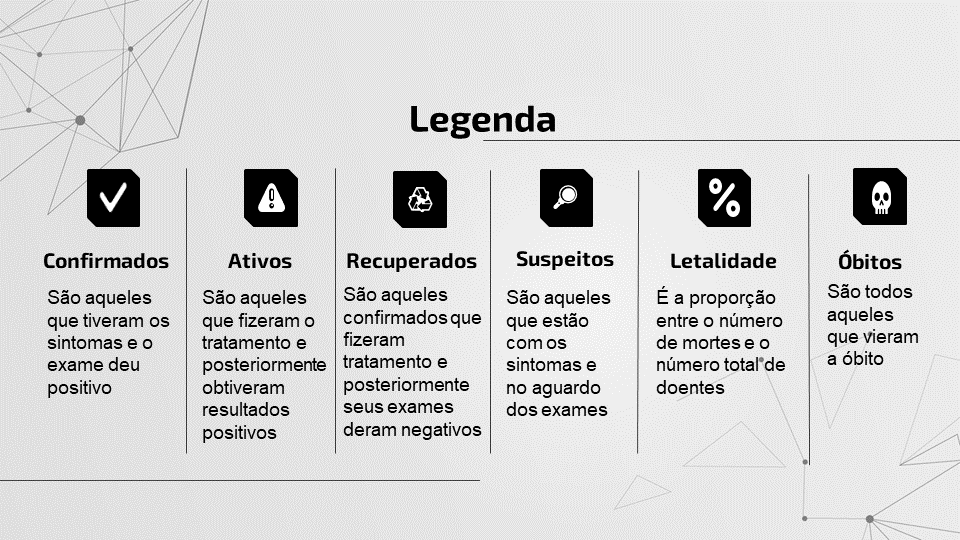 Legenda
Confirmados
São aqueles
que tiveram os
sintomas e o
exame deu
positivo
Ativos
São aqueles
que fizeram o
tratamento e
posteriormente
obtiveram
resultados
positivos
Recuperados
São aqueles
confirmados que
fizeram
tratamento e
posteriormente
seus exames
deram negativos
Suspeitos
São aqueles
que estão
com os
sintomas e
no aguardo
dos exames
Letalidade
É a proporção
entre o número
de mortes e o
número total de
doentes
Óbitos
São todos
aqueles
que vieram
a óbito